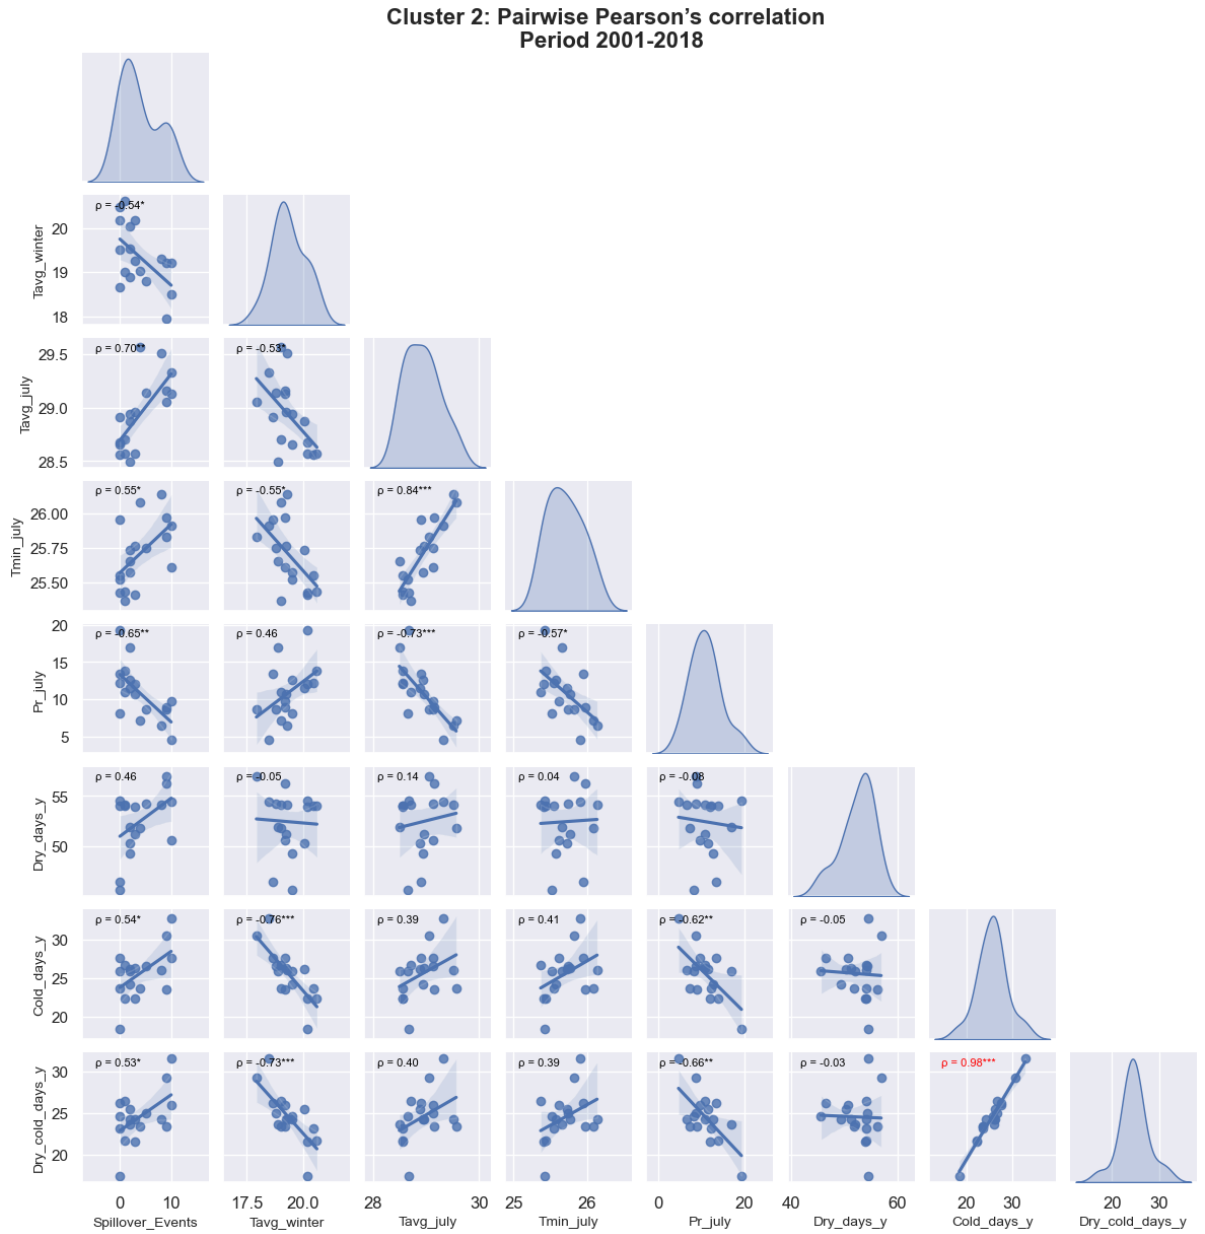 Cluster 2: Pairwise Pearson’s correlation
Period 2001-2018
Tavg_winter
20
19
18
ρ = -0.54*
Tavg_july
29.5
29.0
28.5
ρ = 0.70**
ρ = -0.53*
Tmin_july
26.00
25.75
25.50
ρ = 0.55*
ρ = -0.55*
ρ = 0.84***
Pr_july
20
15
10
5
ρ = -0.65**
ρ = 0.46
ρ = -0.73***
ρ = -0.57*
Dry_days_y
55
50
ρ = 0.46
ρ = -0.05
ρ = 0.14
ρ = 0.04
ρ = -0.08
Cold_days_y
30
25
20
ρ = 0.54*
ρ = -0.76***
ρ = 0.39
ρ = 0.41
ρ = -0.62**
ρ = -0.05
Dry_cold_days_y
30
25
20
ρ = 0.53*
ρ = -0.73***
ρ = 0.40
ρ = 0.39
ρ = -0.66**
ρ = -0.03
ρ = 0.98***
0 10
17.5 20.0
28 30
25 26
0 10 20
40 60
20 30
20 30
Spillover_Events
Tavg_winter
Tavg_july
Tmin_july
Pr_july
Dry_days_y
Cold_days_y
Dry_cold_days_y